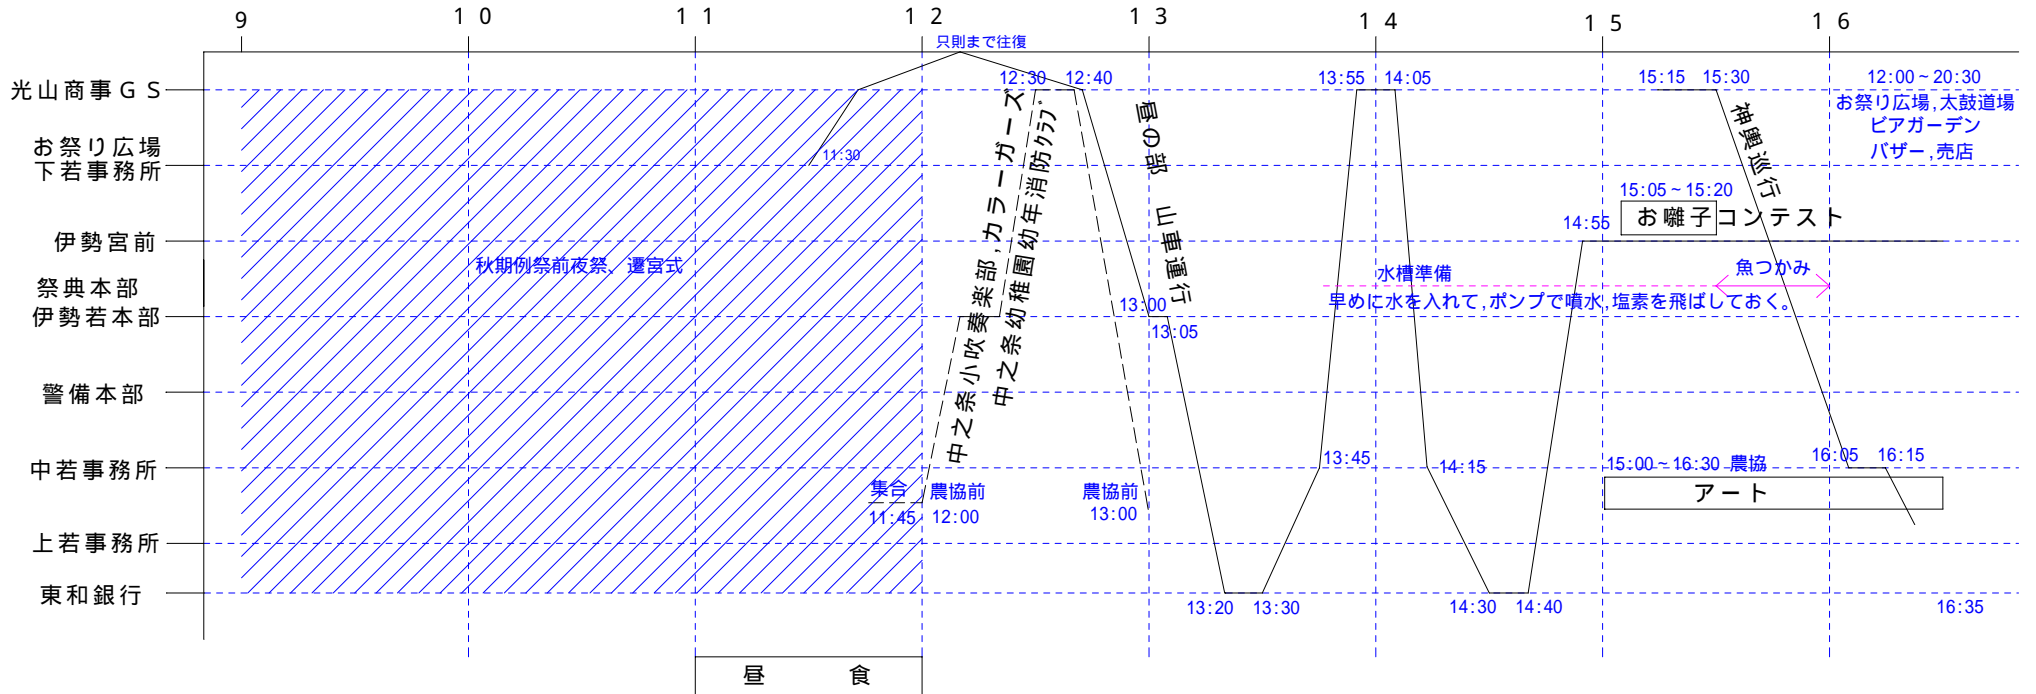 9
10
11
12
13
14
15
16
只則まで往復
光山商事GS
12:30
12:40
13:55
14:05
15:15
15:30
12:00~20:30
お祭り広場,太鼓道場
ビアガーデン
バザー,売店
お祭り広場
下若事務所
11:30
中之条小吹奏楽部,カラーガーズ
中之条幼稚園幼年消防クラブ
昼の部 山車運行
神輿巡行
15:05~15:20
お囃子コンテスト
伊勢宮前
14:55
秋期例祭前夜祭、遷宮式
水槽準備
魚つかみ
祭典本部
早めに水を入れて,ポンプで噴水,塩素を飛ばしておく。
伊勢若本部
13:00
13:05
警備本部
中若事務所
13:45
14:15
15:00~16:30 農協
16:05
16:15
アート
集合
11:45
農協前
12:00
農協前
13:00
上若事務所
東和銀行
13:20
13:30
14:30
14:40
16:35
昼 食